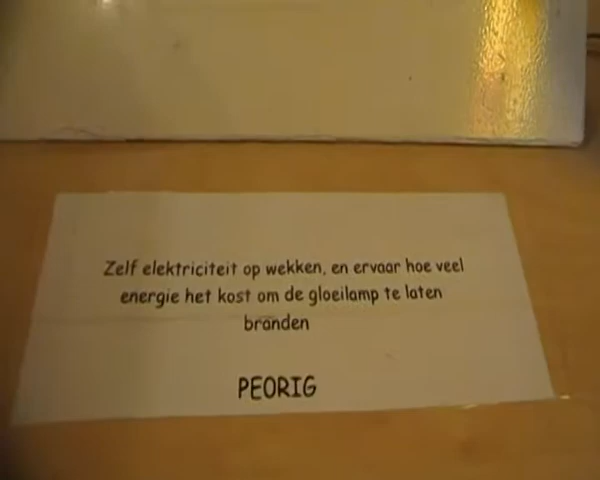 Zelf elektriciteit op wekken, en ervaar hoe veel
energie het kost om de gloeilamp te laten
branden
PEORIG